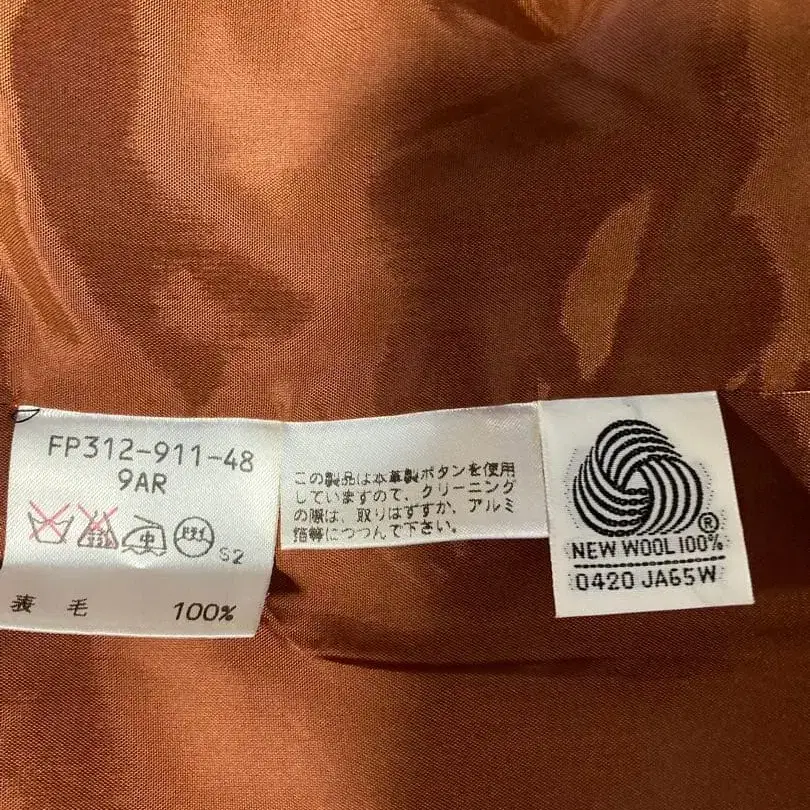 FP312-911-48
9AR
中
S2
表 毛 100%
この製品は本革製ボタンを使用
していますので、クリーニング
の際は、取りはずすか、アルミ
箔等につつんで下さい。
®
NEW WOOL 100%
0420 JA65W